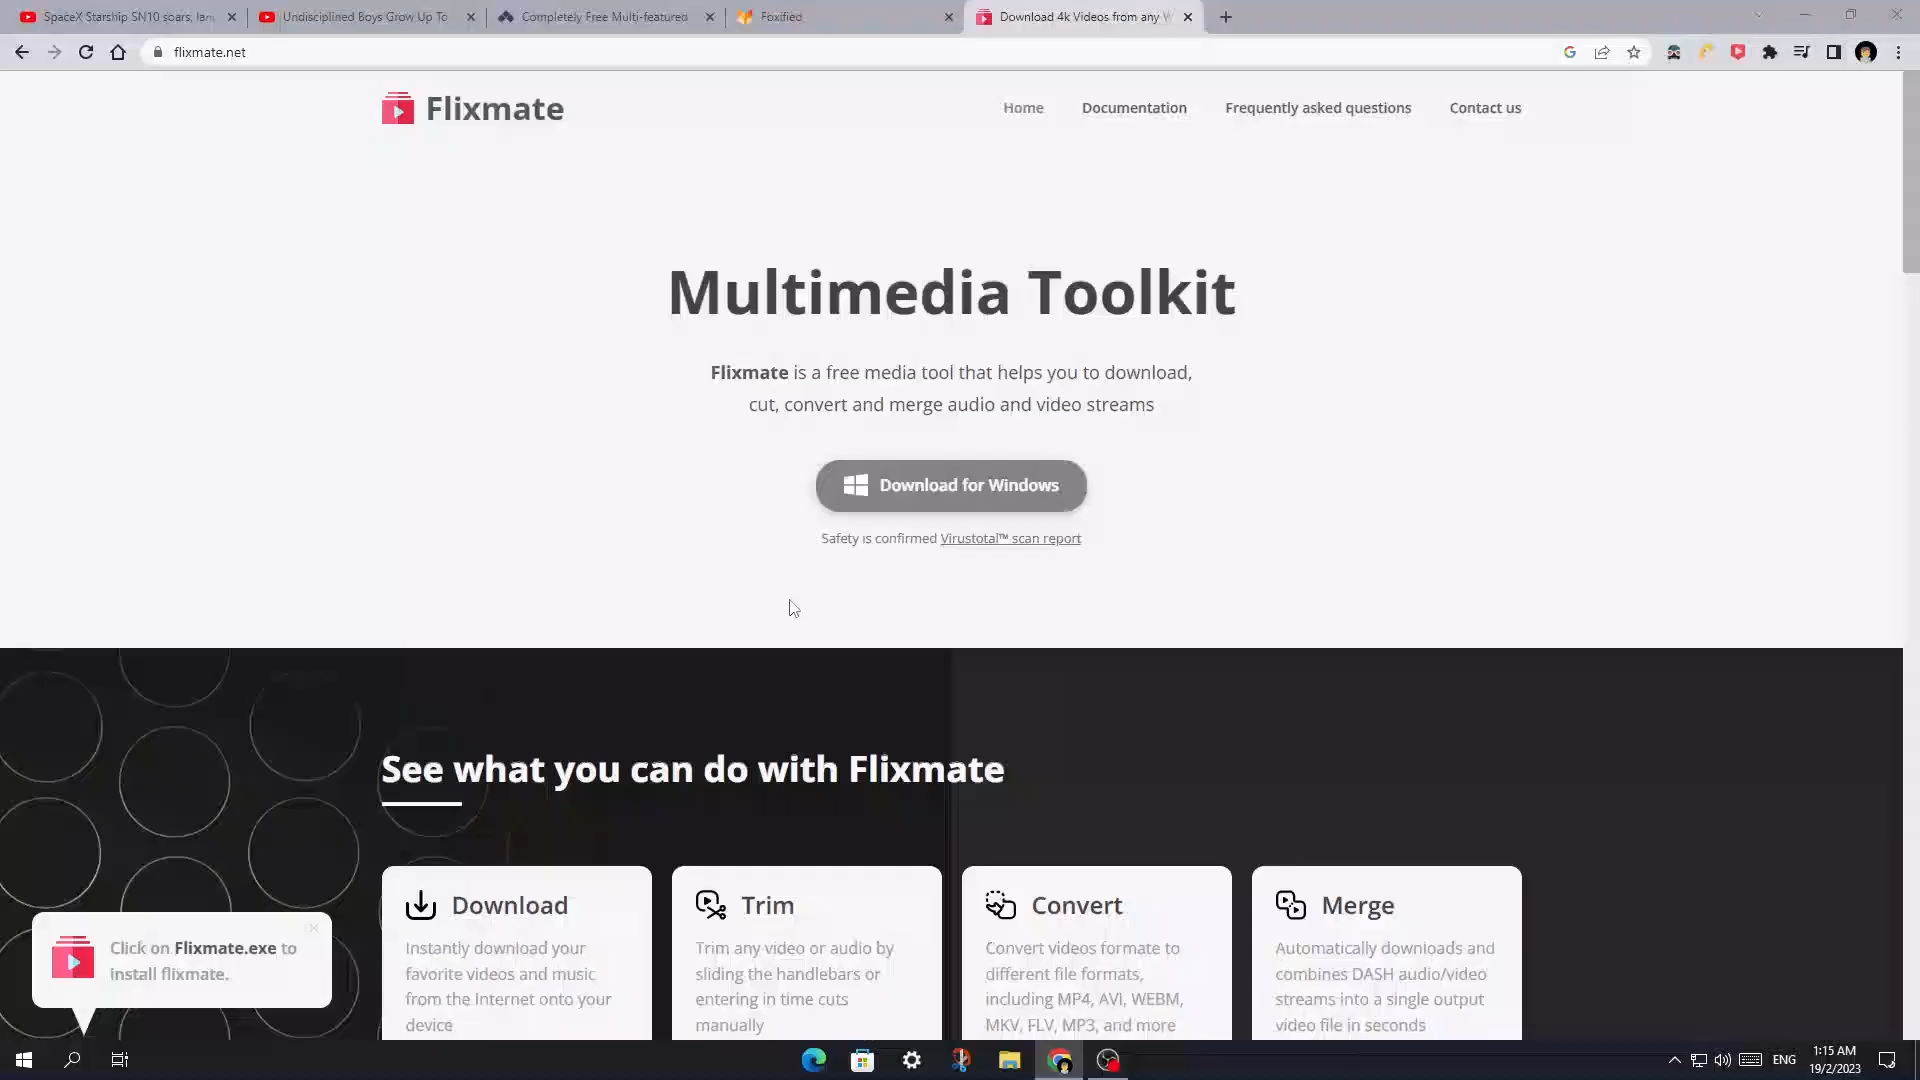 SpaceX Starship SN10 soars, lan
Undisciplined Boys Grow Up To
Completely Free Multi-featured
Foxified
Download 4k Videos from any W
flixmate.net
Flixmate
Home
Documentation
Frequently asked questions
Contact us
Multimedia Toolkit
Flixmate is a free media tool that helps you to download,
cut, convert and merge audio and video streams
Download for Windows
Safety is confirmed Virustotal™ scan report
See what you can do with Flixmate
Download
Instantly download your
favorite videos and music
from the Internet onto your
device
Trim
Trim any video or audio by
sliding the handlebars or
entering in time cuts
manually
Convert
Convert videos formate to
different file formats,
including MP4, AVI, WEBM,
MKV, FLV, MP3, and more
Merge
Automatically downloads and
combines DASH audio/video
streams into a single output
video file in seconds
Click on Flixmate.exe to
install flixmate.
ENG
1:15 AM
19/2/2023